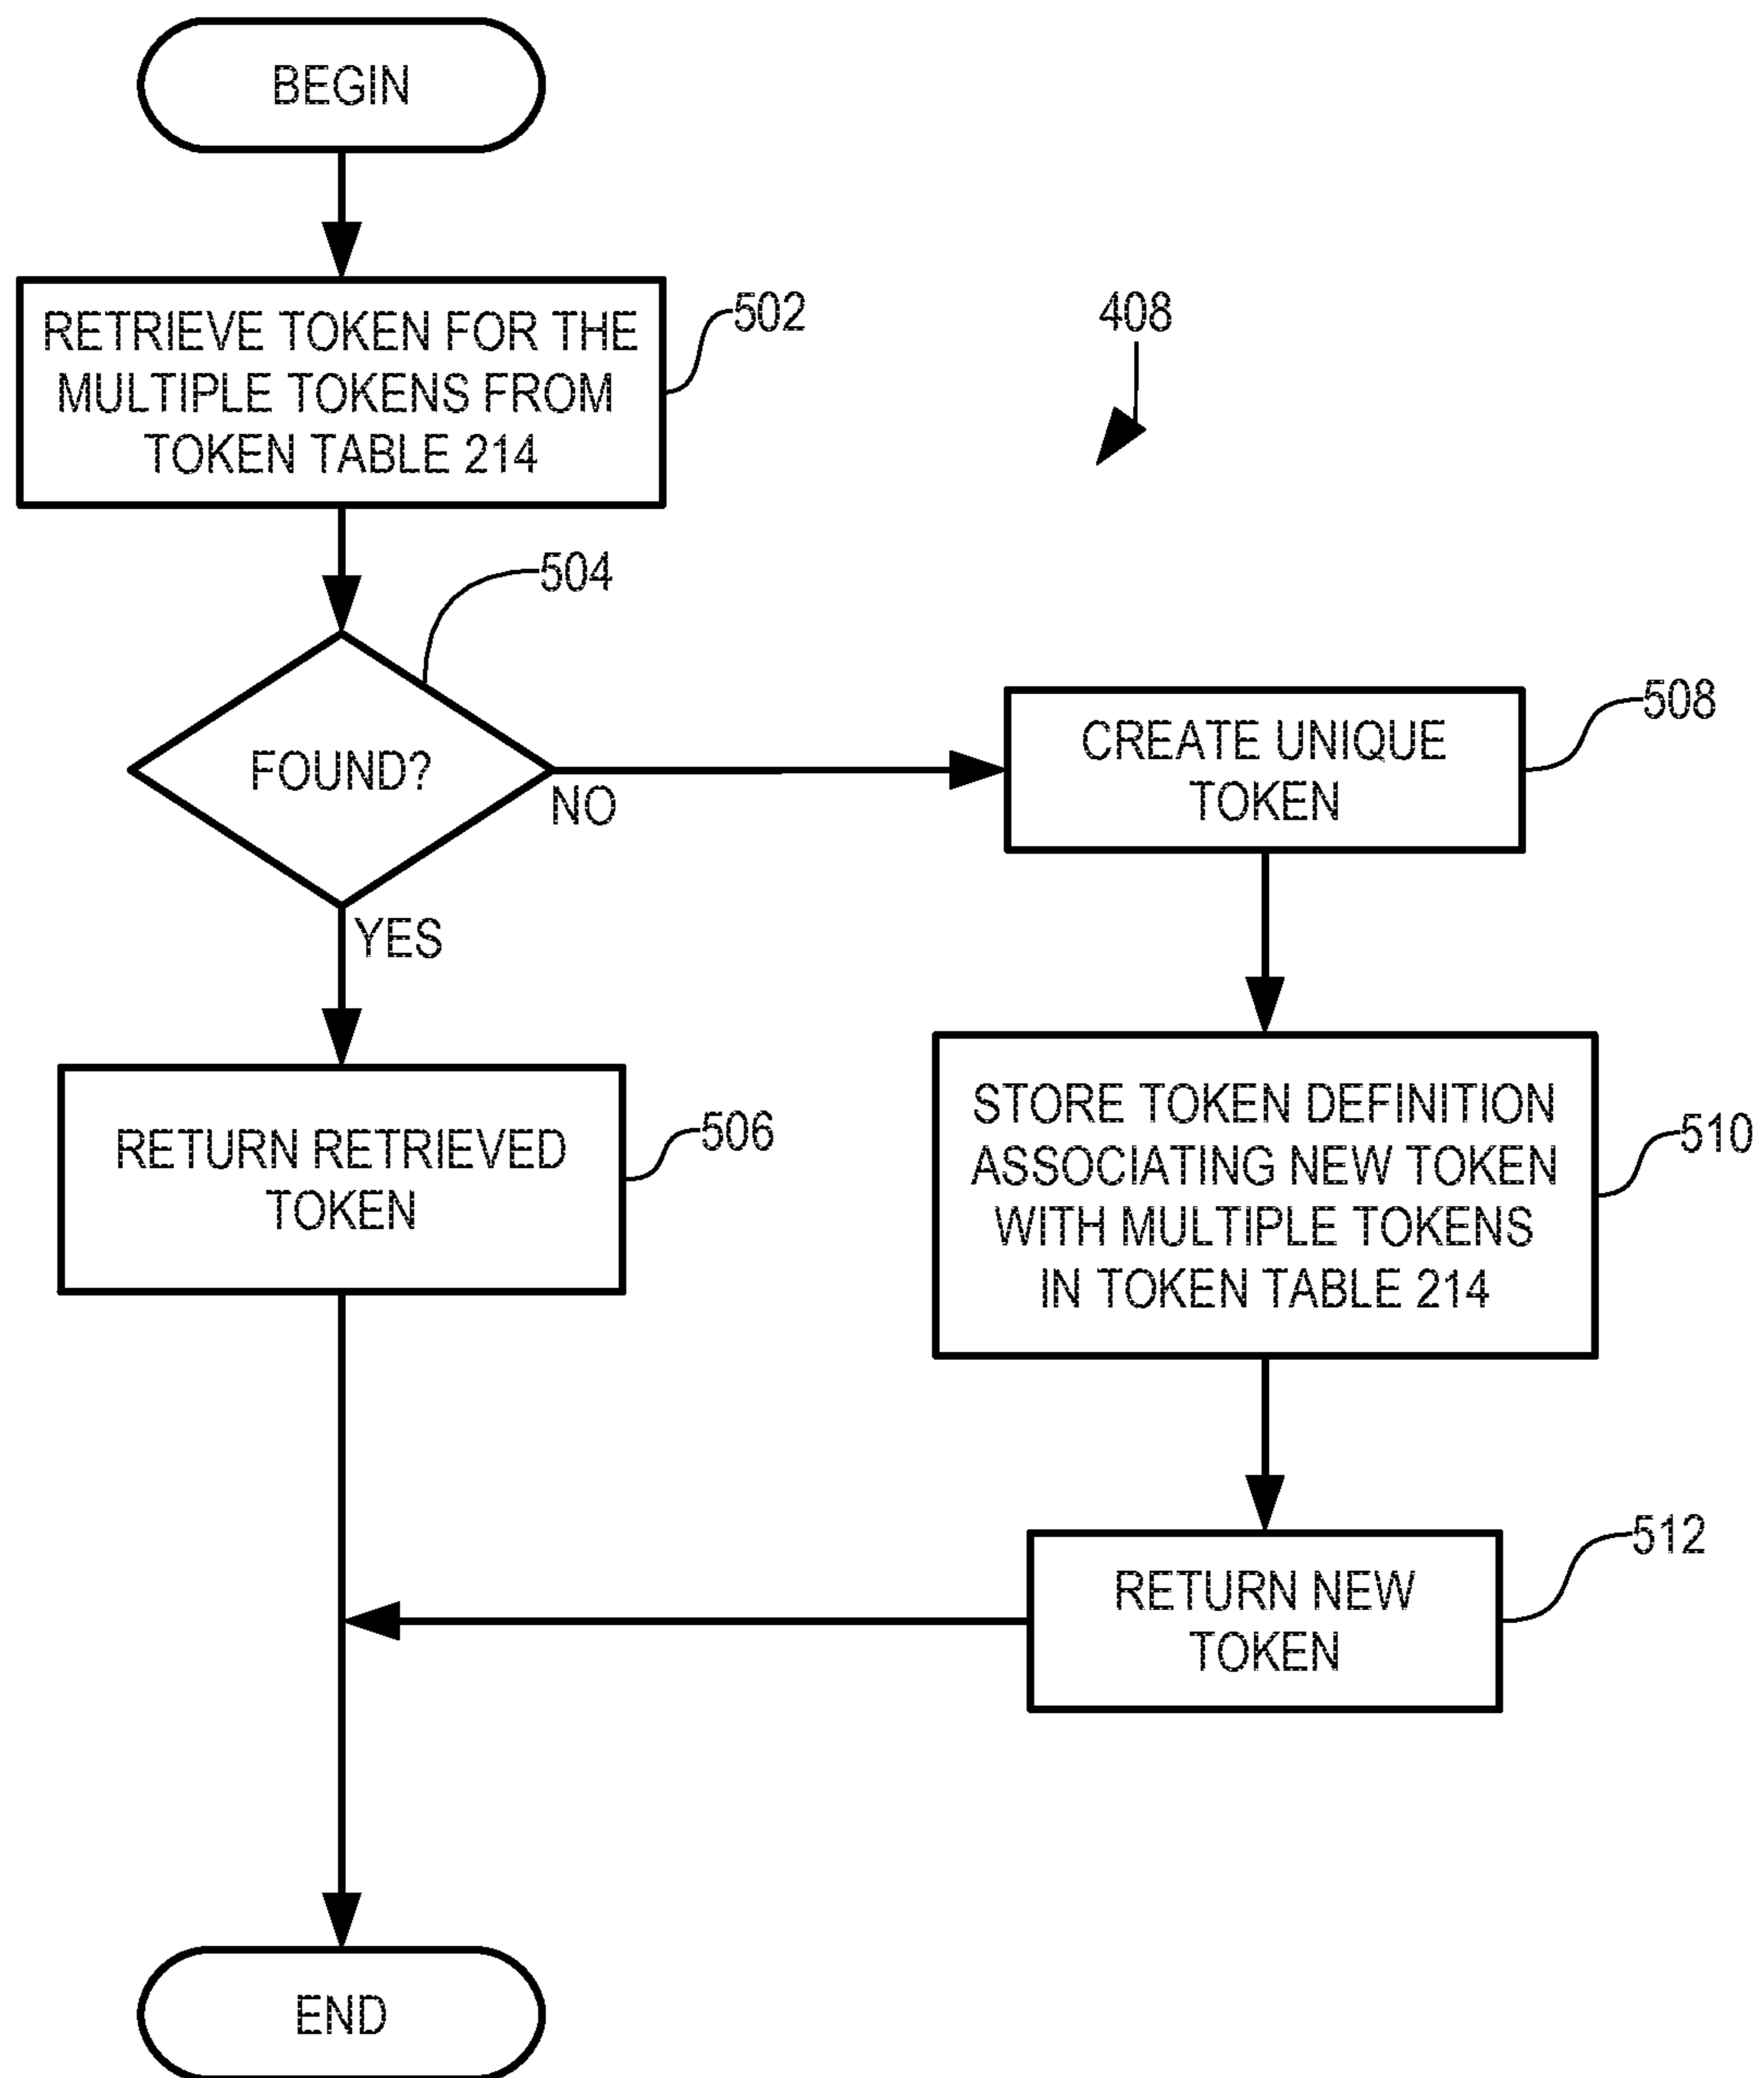 BEGIN
RETRIEVE TOKEN FOR THE
MULTIPLE TOKENS FROM
TOKEN TABLE 214
502
408
504
FOUND?
NO
YES
508
CREATE UNIQUE
TOKEN
RETURN RETRIEVED
TOKEN
506
STORE TOKEN DEFINITION
ASSOCIATING NEW TOKEN
WITH MULTIPLE TOKENS
IN TOKEN TABLE 214
510
RETURN NEW
TOKEN
512
END